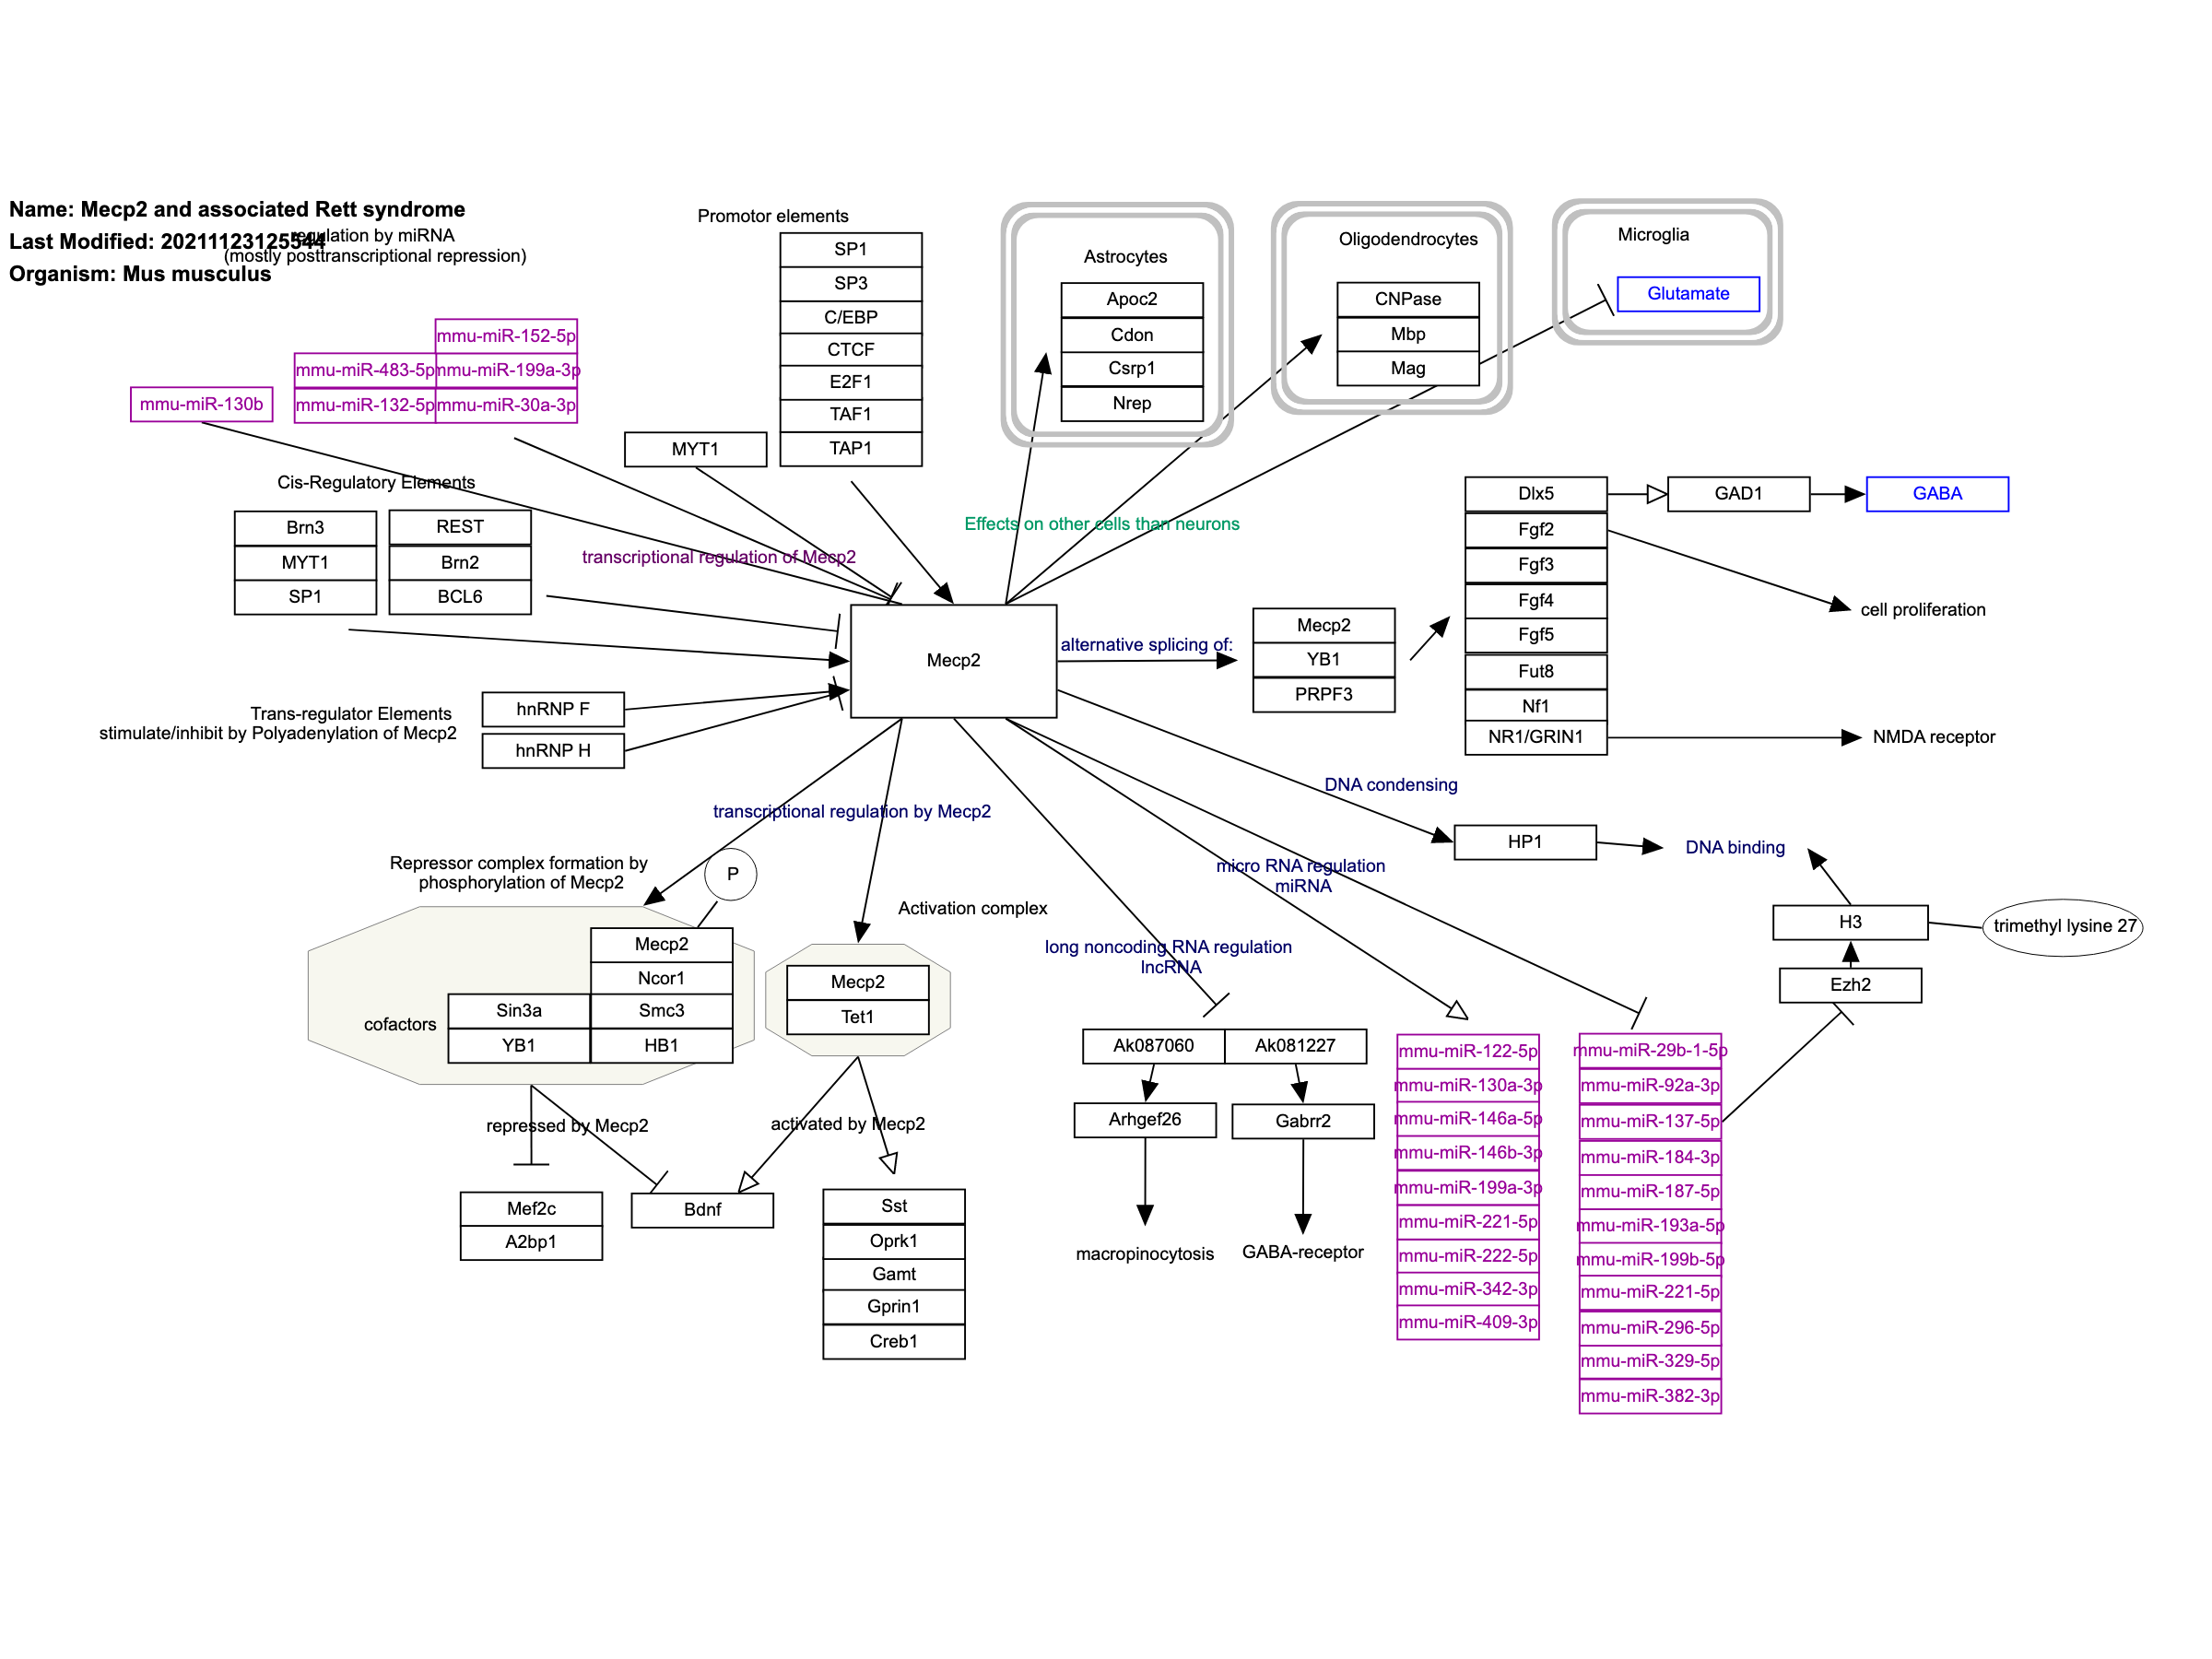 Name: Mecp2 and associated Rett syndrome
Last Modified: 20211123125544
Organism: Mus musculus
regulation by miRNA
(mostly posttranscriptional repression)
mmu-miR-152-5p
mmu-miR-483-5p
mmu-miR-199a-3p
mmu-miR-130b
mmu-miR-132-5p
mmu-miR-30a-3p
Promotor elements
SP1
SP3
C/EBP
CTCF
E2F1
TAF1
TAP1
MYT1
Astrocytes
Apoc2
Cdon
Csrp1
Nrep
Oligodendrocytes
CNPase
Mbp
Mag
Microglia
Glutamate
Cis-Regulatory Elements
Brn3
MYT1
SP1
REST
Brn2
BCL6
transcriptional regulation of Mecp2
Effects on other cells than neurons
Mecp2
alternative splicing of:
Mecp2
YB1
PRPF3
Dlx5
Fgf2
Fgf3
Fgf4
Fgf5
Fut8
Nf1
NR1/GRIN1
GAD1
GABA
cell proliferation
NMDA receptor
Trans-regulator Elements
stimulate/inhibit by Polyadenylation of Mecp2
hnRNP F
hnRNP H
transcriptional regulation by Mecp2
DNA condensing
HP1
DNA binding
H3
trimethyl lysine 27
Ezh2
Repressor complex formation by
phosphorylation of Mecp2
P
cofactors
Mecp2
Ncor1
Sin3a
Smc3
YB1
HB1
Activation complex
Mecp2
Tet1
repressed by Mecp2
activated by Mecp2
Mef2c
A2bp1
Bdnf
Sst
Oprk1
Gamt
Gprin1
Creb1
long noncoding RNA regulation
lncRNA
Ak087060
Ak081227
Arhgef26
Gabrr2
macropinocytosis
GABA-receptor
micro RNA regulation
miRNA
mmu-miR-122-5p
mmu-miR-130a-3p
mmu-miR-146a-5p
mmu-miR-146b-3p
mmu-miR-199a-3p
mmu-miR-221-5p
mmu-miR-222-5p
mmu-miR-342-3p
mmu-miR-409-3p
mmu-miR-29b-1-5p
mmu-miR-92a-3p
mmu-miR-137-5p
mmu-miR-184-3p
mmu-miR-187-5p
mmu-miR-193a-5p
mmu-miR-199b-5p
mmu-miR-221-5p
mmu-miR-296-5p
mmu-miR-329-5p
mmu-miR-382-3p